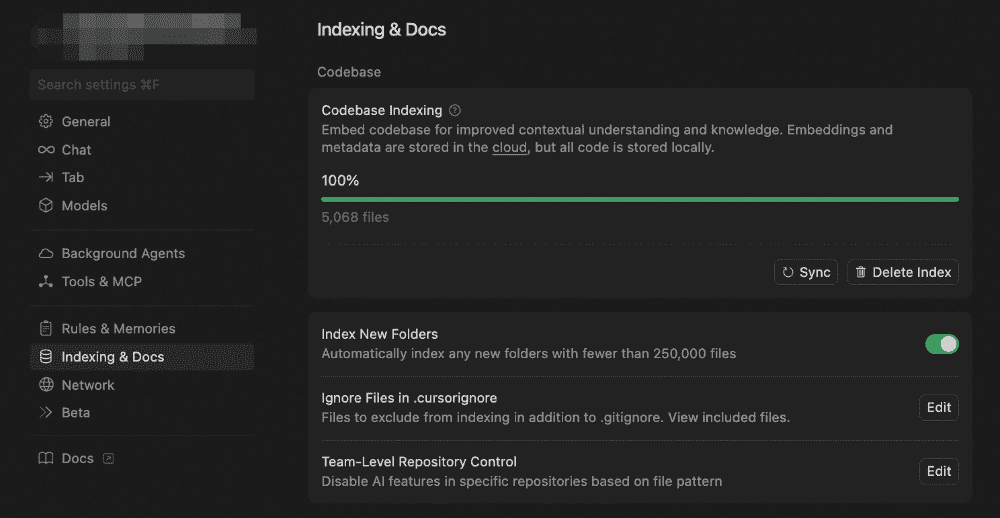 Search settings ⌘F
General
Chat
Tab
Models
Background Agents
Tools & MCP
Rules & Memories
Indexing & Docs
Network
Beta
Docs
Indexing & Docs
Codebase
Codebase Indexing
Embed codebase for improved contextual understanding and knowledge. Embeddings and
metadata are stored in the cloud, but all code is stored locally.
100%
5,068 files
Sync
Delete Index
Index New Folders
Automatically index any new folders with fewer than 250,000 files
Ignore Files in .cursorignore
Files to exclude from indexing in addition to .gitignore. View included files.
Edit
Team-Level Repository Control
Disable AI features in specific repositories based on file pattern
Edit